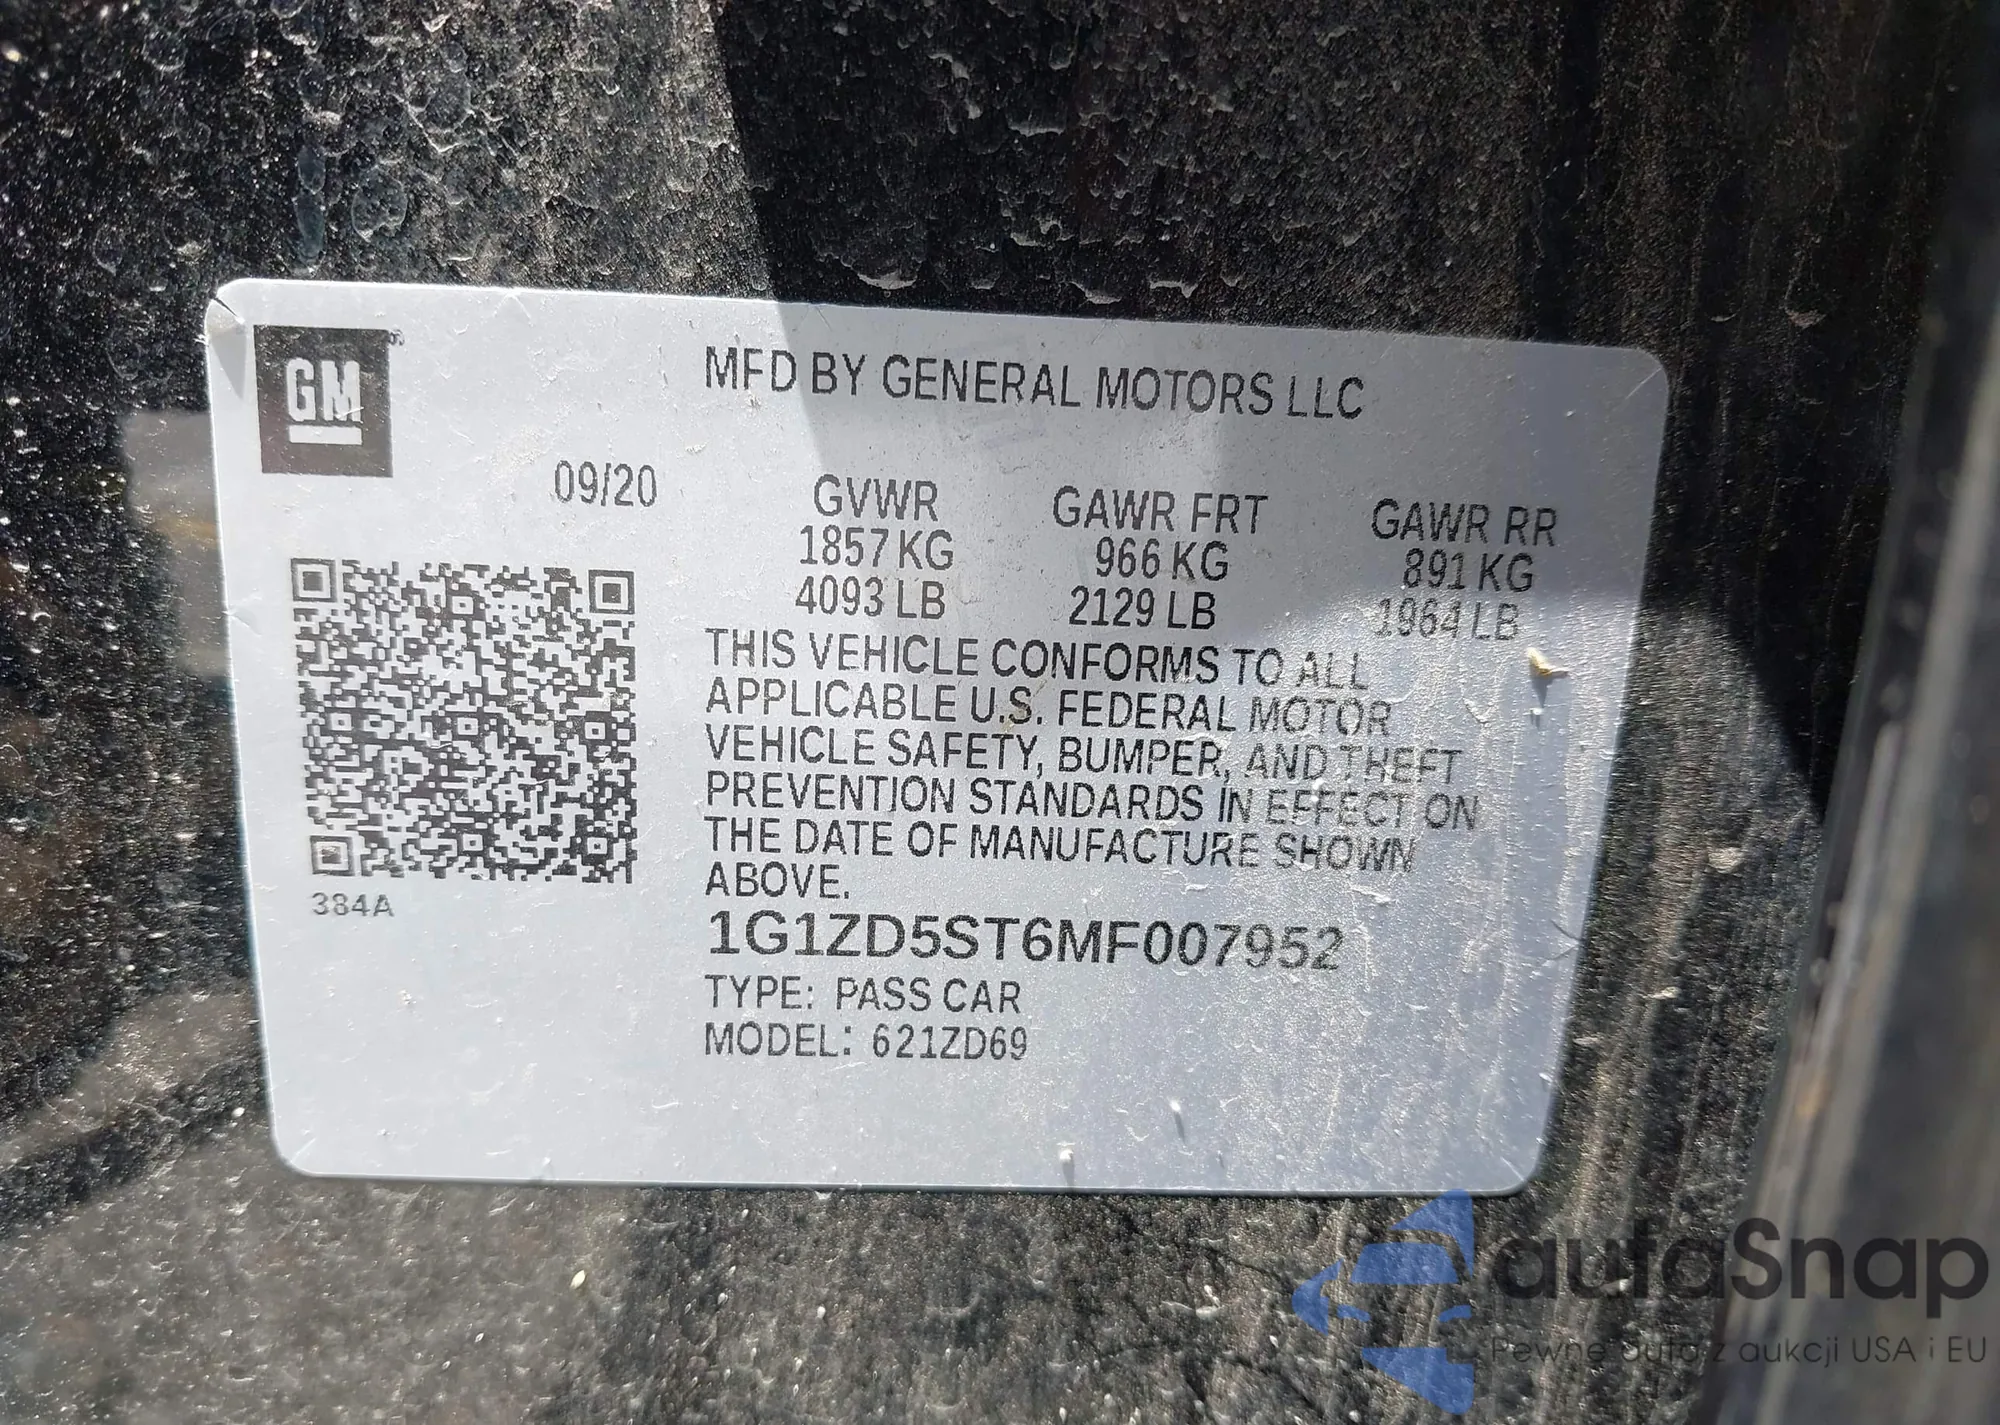 GM
MFD BY GENERAL MOTORS LLC
09/20
GVWR GAWR FRT GAWR RR
1857 KG 966 KG 891 KG
4093 LB 2129 LB 1964 LB
THIS VEHICLE CONFORMS TO ALL
APPLICABLE U.S. FEDERAL MOTOR
VEHICLE SAFETY, BUMPER, AND THEFT
PREVENTION STANDARDS IN EFFECT ON
THE DATE OF MANUFACTURE SHOWN
ABOVE.
384A
1G1ZD5ST6MF007952
TYPE: PASS CAR
MODEL: 621ZD69
autaSnap
Pewne auta z aukcji USA i EU